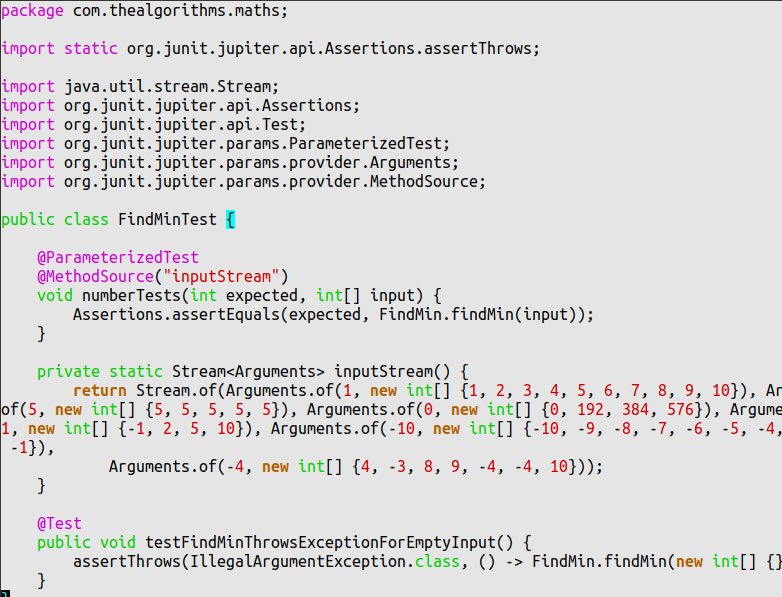 package com.thealgorithms.maths;
import static org.junit.jupiter.api.Assertions.assertThrows;
import java.util.stream.Stream;
import org.junit.jupiter.api.Assertions;
import org.junit.jupiter.api.Test;
import org.junit.jupiter.params.ParameterizedTest;
import org.junit.jupiter.params.provider.Arguments;
import org.junit.jupiter.params.provider.MethodSource;
public class FindMinTest {
@ParameterizedTest
@MethodSource("inputStream")
void numberTests(int expected, int[] input) {
Assertions.assertEquals(expected, FindMin.findMin(input));
}
private static Stream<Arguments> inputStream() {
return Stream.of(Arguments.of(1, new int[] {1, 2, 3, 4, 5, 6, 7, 8, 9, 10}), Ar
of(5, new int[] {5, 5, 5, 5, 5}), Arguments.of(0, new int[] {0, 192, 384, 576}), Argume
1, new int[] {-1, 2, 5, 10}), Arguments.of(-10, new int[] {-10, -9, -8, -7, -6, -5, -4,
-1}),
Arguments.of(-4, new int[] {4, -3, 8, 9, -4, -4, 10}));
}
@Test
public void testFindMinThrowsExceptionForEmptyInput() {
assertThrows(IllegalArgumentException.class, () -> FindMin.findMin(new int[] {}
}
}